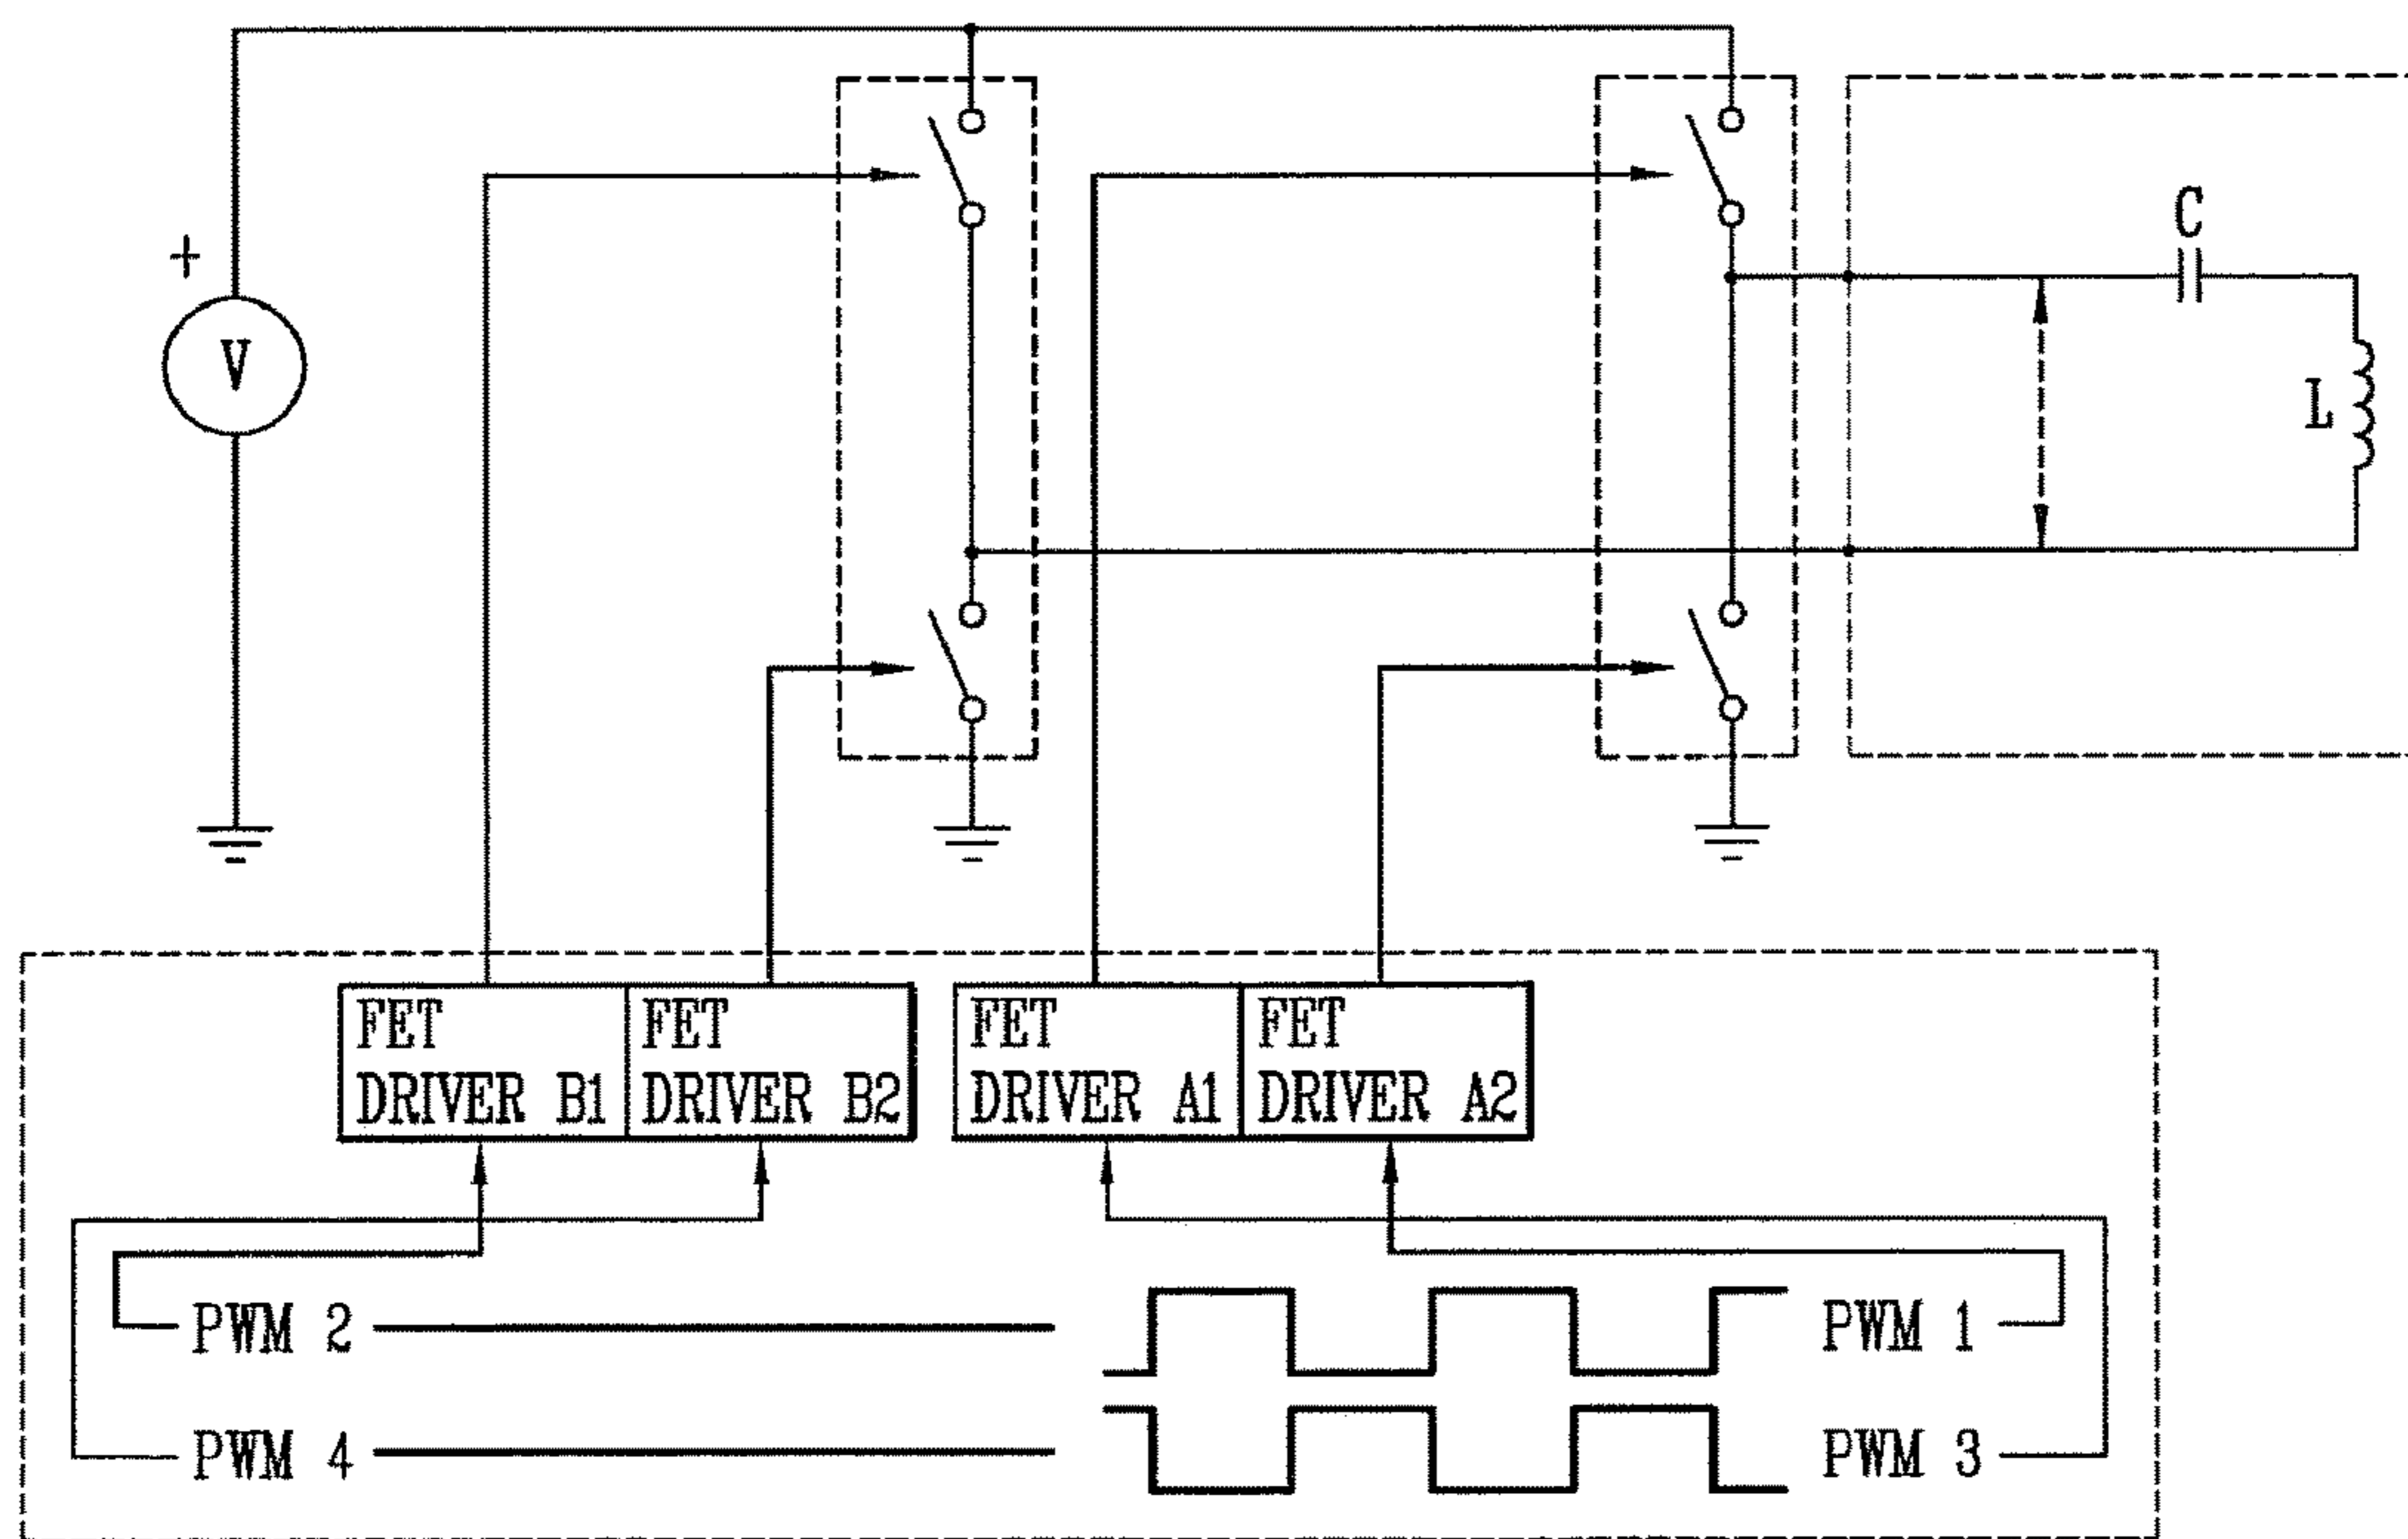 +
V
C
L
FET
DRIVER B1
FET
DRIVER B2
FET
DRIVER A1
FET
DRIVER A2
PWM 2
PWM 1
PWM 4
PWM 3